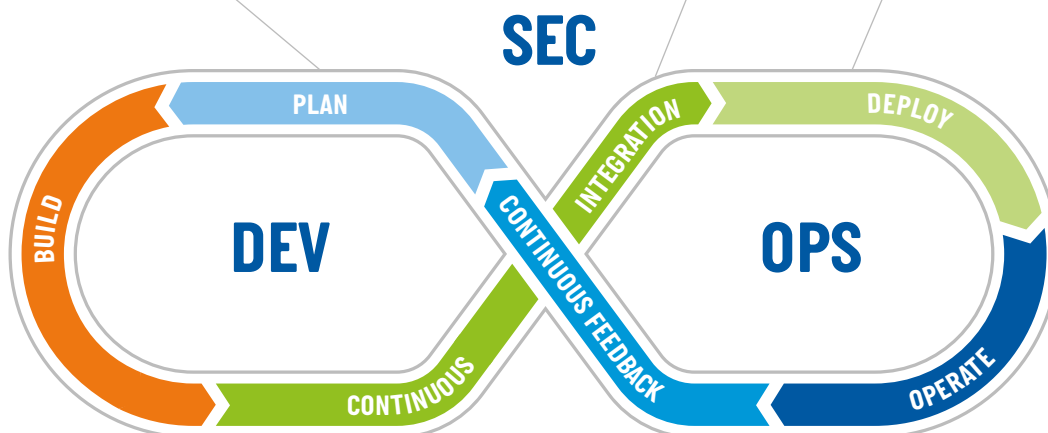 SEC
PLAN
INTEGRATION
DEPLOY
BUILD
DEV
CONTINUOUS FEEDBACK
OPS
CONTINUOUS
OPERATE